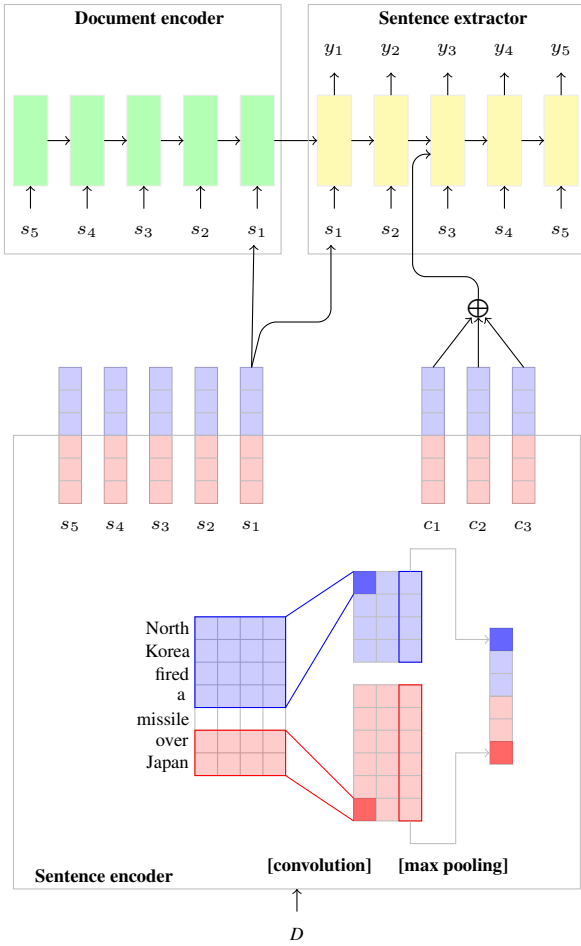 Document encoder
Sentence extractor
y1 y2 y3 y4 y5
s5 s4 s3 s2 s1
s1 s2 s3 s4 s5
s5 s4 s3 s2 s1
c1 c2 c3
North
Korea
fired
a
missile
over
Japan
[convolution] [max pooling]
Sentence encoder
D